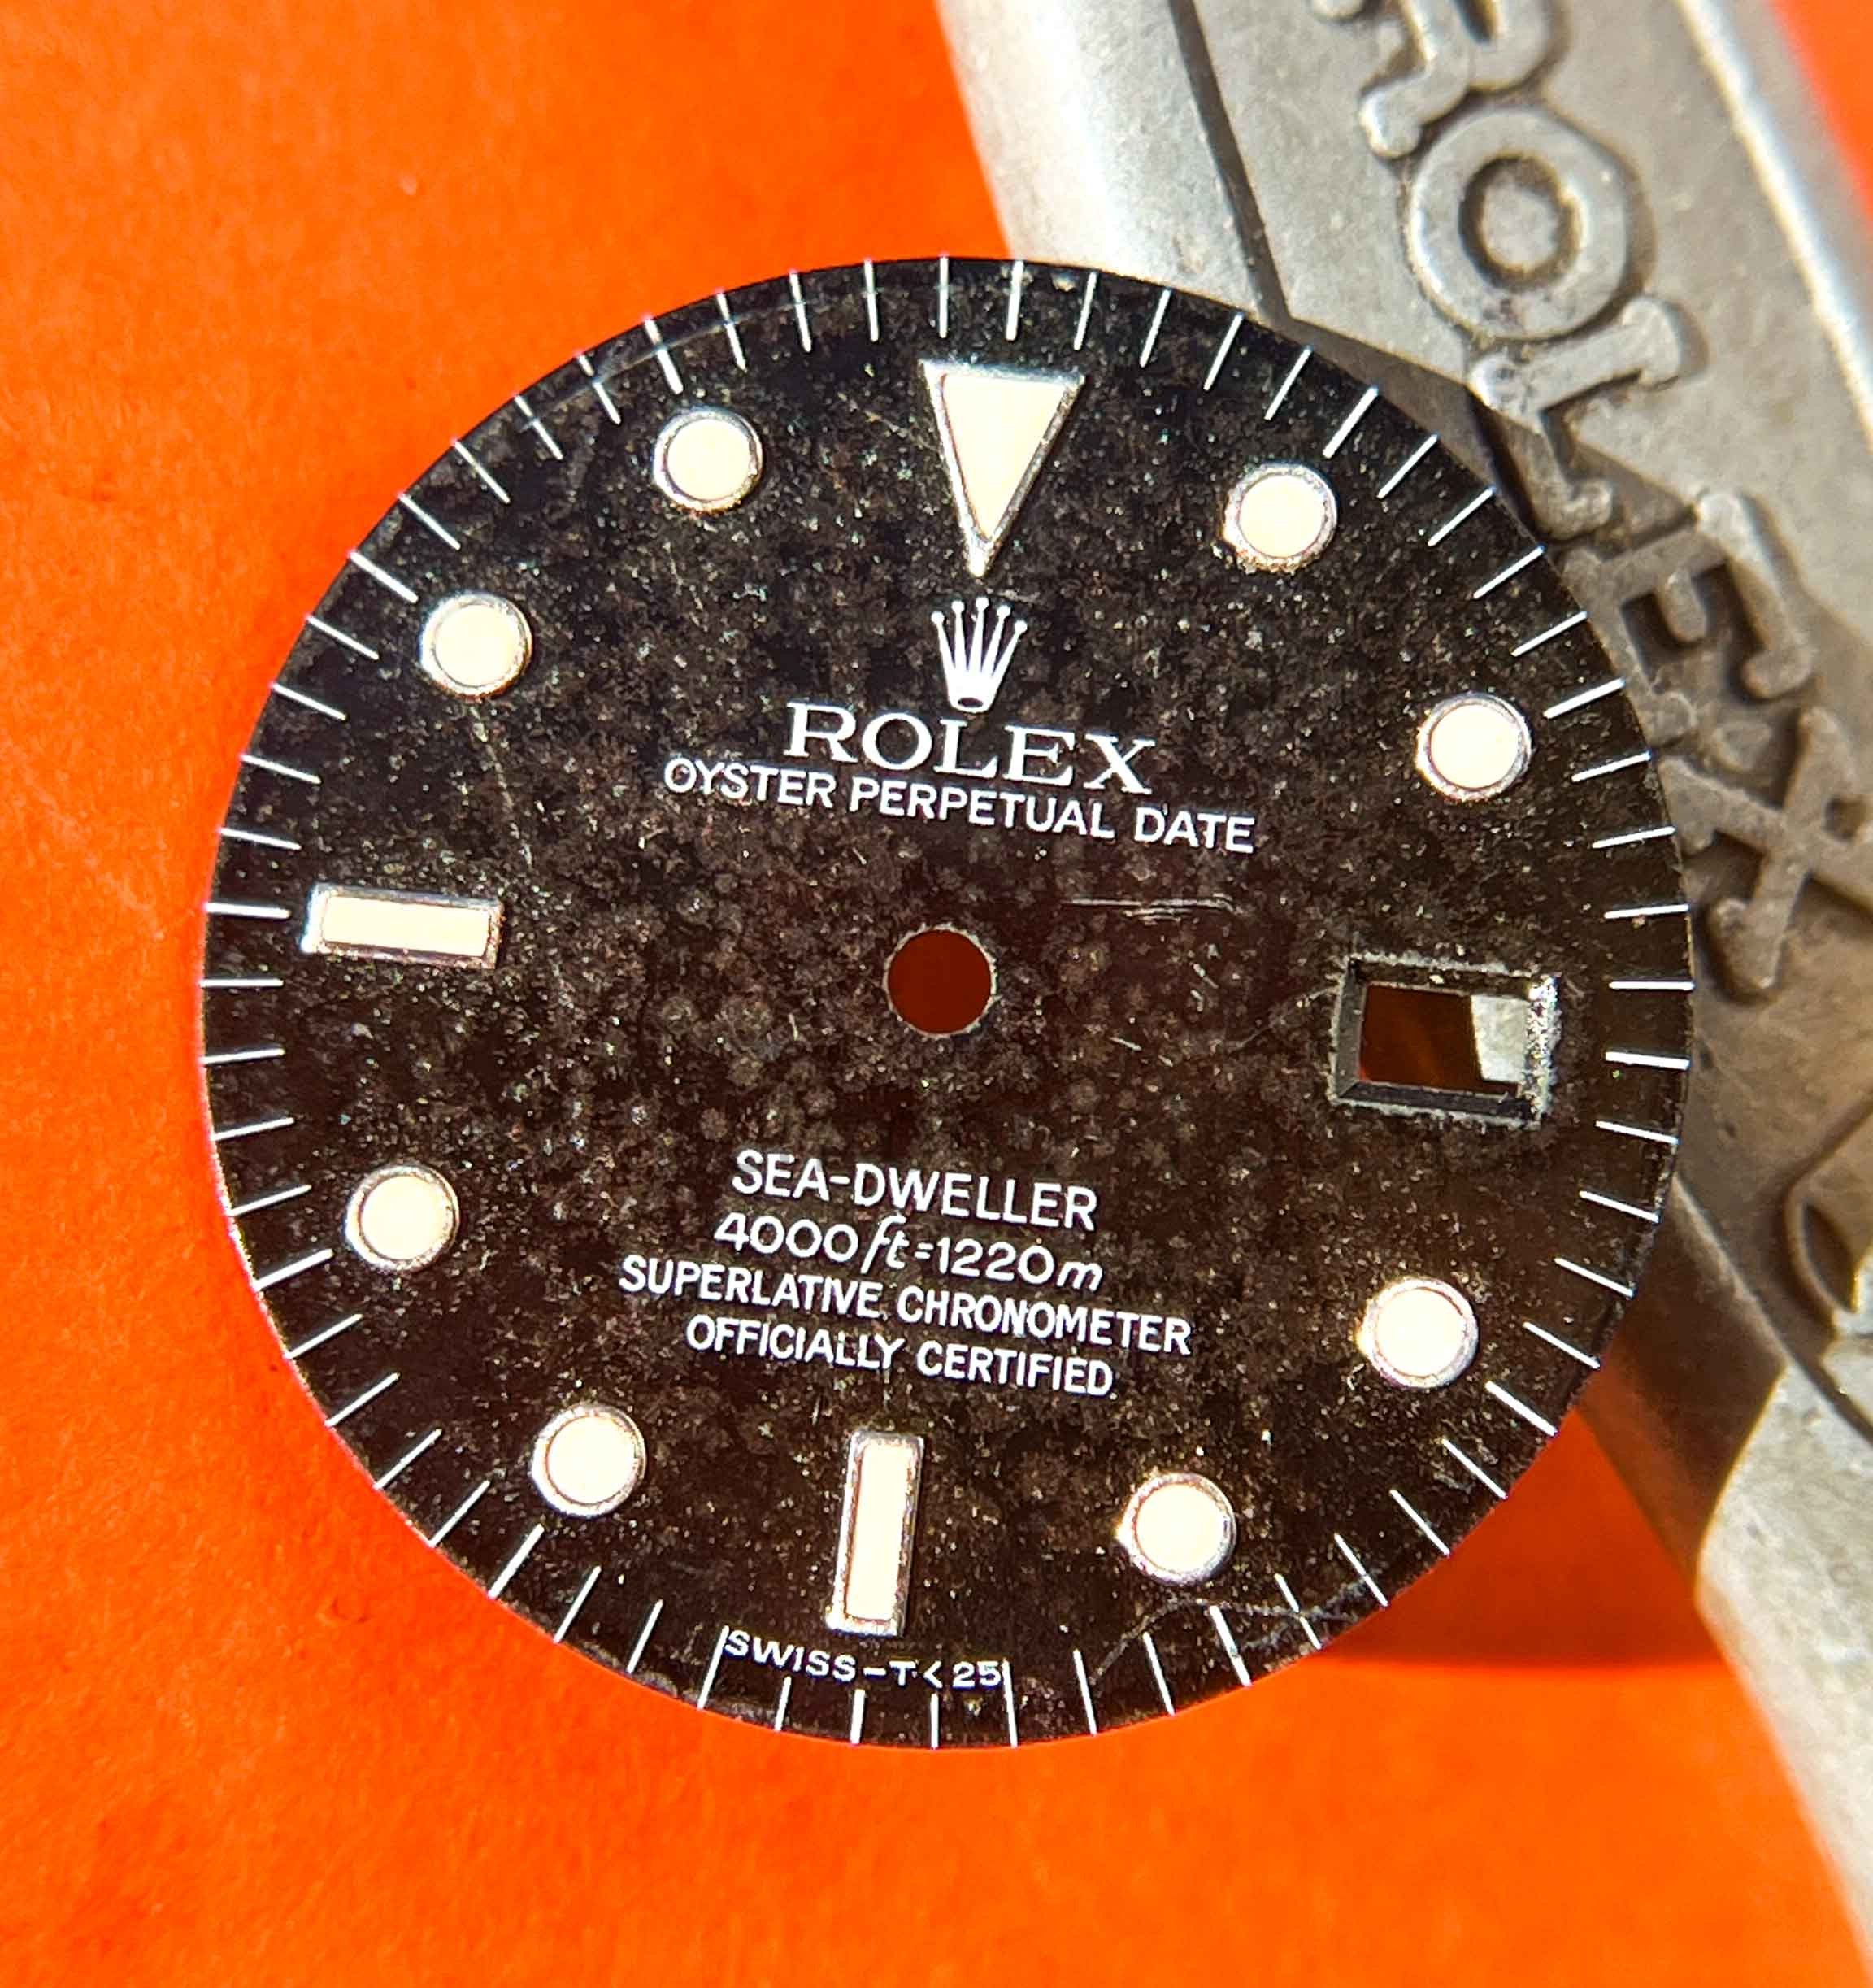 ROLEX
ROLEX
OYSTER PERPETUAL DATE
SEA-DWELLER
4000ft=1220m
SUPERLATIVE CHRONOMETER
OFFICIALLY CERTIFIED
SWISS-T<25